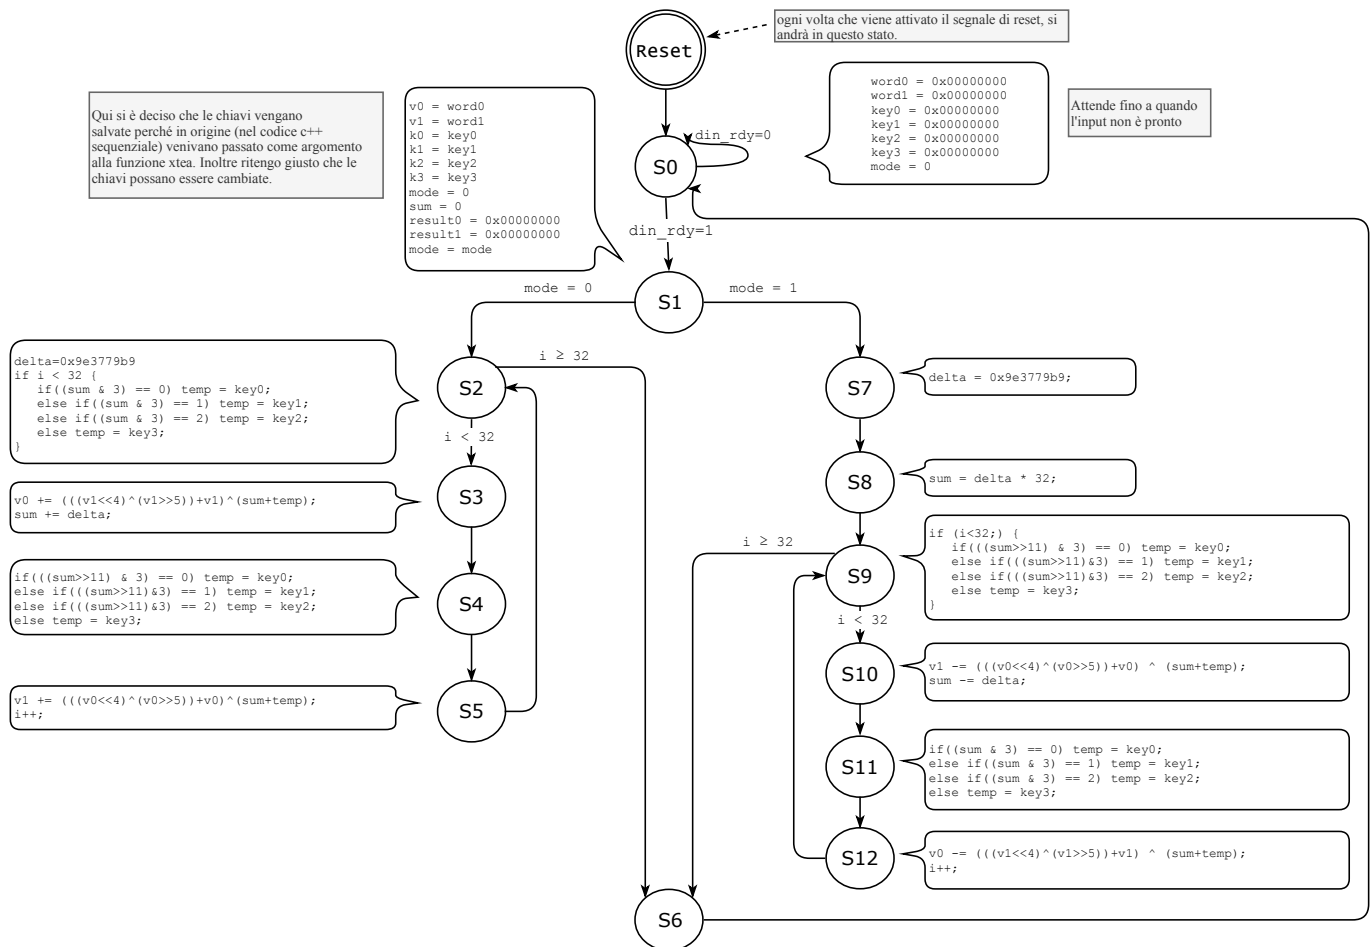 ogni volta che viene attivato il segnale di reset, si
andrà in questo stato.
Reset
Qui si è deciso che le chiavi vengano
salvate perché in origine (nel codice c++
sequenziale) venivano passato come argomento
alla funzione xtea. Inoltre ritengo giusto che le
chiavi possano essere cambiate.
v0 = word0
v1 = word1
k0 = key0
k1 = key1
k2 = key2
k3 = key3
mode = 0
sum = 0
result0 = 0x00000000
result1 = 0x00000000
mode = mode
word0 = 0x00000000
word1 = 0x00000000
key0 = 0x00000000
key1 = 0x00000000
key2 = 0x00000000
key3 = 0x00000000
mode = 0
Attende fino a quando
l'input non è pronto
din_rdy=0
S0
din_rdy=1
S1
mode = 0
mode = 1
delta=0x9e3779b9
if i < 32 {
if((sum & 3) == 0) temp = key0;
else if((sum & 3) == 1) temp = key1;
else if((sum & 3) == 2) temp = key2;
else temp = key3;
}
S2
i ≥ 32
i < 32
v0 += (((v1<<4)^(v1>>5))+v1)^(sum+temp);
sum += delta;
S3
if(((sum>>11) & 3) == 0) temp = key0;
else if(((sum>>11)&3) == 1) temp = key1;
else if(((sum>>11)&3) == 2) temp = key2;
else temp = key3;
S4
v1 += (((v0<<4)^(v0>>5))+v0)^(sum+temp);
i++;
S5
S7
delta = 0x9e3779b9;
S8
sum = delta * 32;
i ≥ 32
S9
if (i<32;) {
if(((sum>>11) & 3) == 0) temp = key0;
else if(((sum>>11)&3) == 1) temp = key1;
else if(((sum>>11)&3) == 2) temp = key2;
else temp = key3;
}
i < 32
S10
v1 -= (((v0<<4)^(v0>>5))+v0) ^ (sum+temp);
sum -= delta;
S11
if((sum & 3) == 0) temp = key0;
else if((sum & 3) == 1) temp = key1;
else if((sum & 3) == 2) temp = key2;
else temp = key3;
S12
v0 -= (((v1<<4)^(v1>>5))+v1) ^ (sum+temp);
i++;
S6